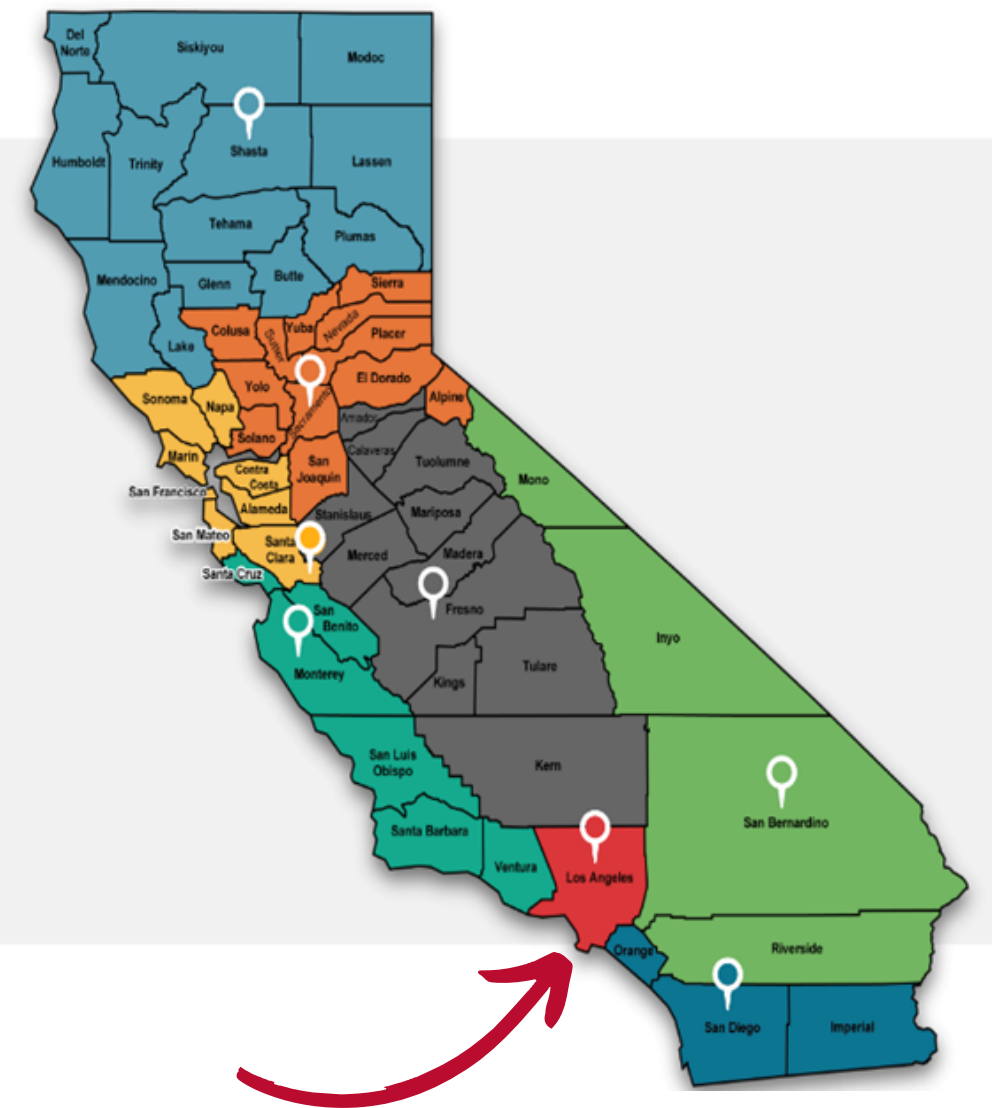 Del
Norte
Siskiyou
Modoc
Humboldt
Trinity
Shasta
Lassen
Tehama
Plumas
Mendocino
Glenn
Butte
Sierra
Lake
Colusa
Sutter
Yuba
Nevada
Placer
Yolo
El Dorado
Alpine
Sonoma
Napa
Sacramento
Amador
Solano
Marin
Contra
Costa
San
Joaquin
Calaveras
Tuolumne
Mono
San Francisco
Alameda
Stanislaus
Mariposa
San Mateo
Santa
Clara
Merced
Madera
Santa Cruz
San
Benito
Fresno
Inyo
Monterey
Kings
Tulare
San Luis
Obispo
Kern
San Bernardino
Santa Barbara
Ventura
Los Angeles
Orange
Riverside
San Diego
Imperial